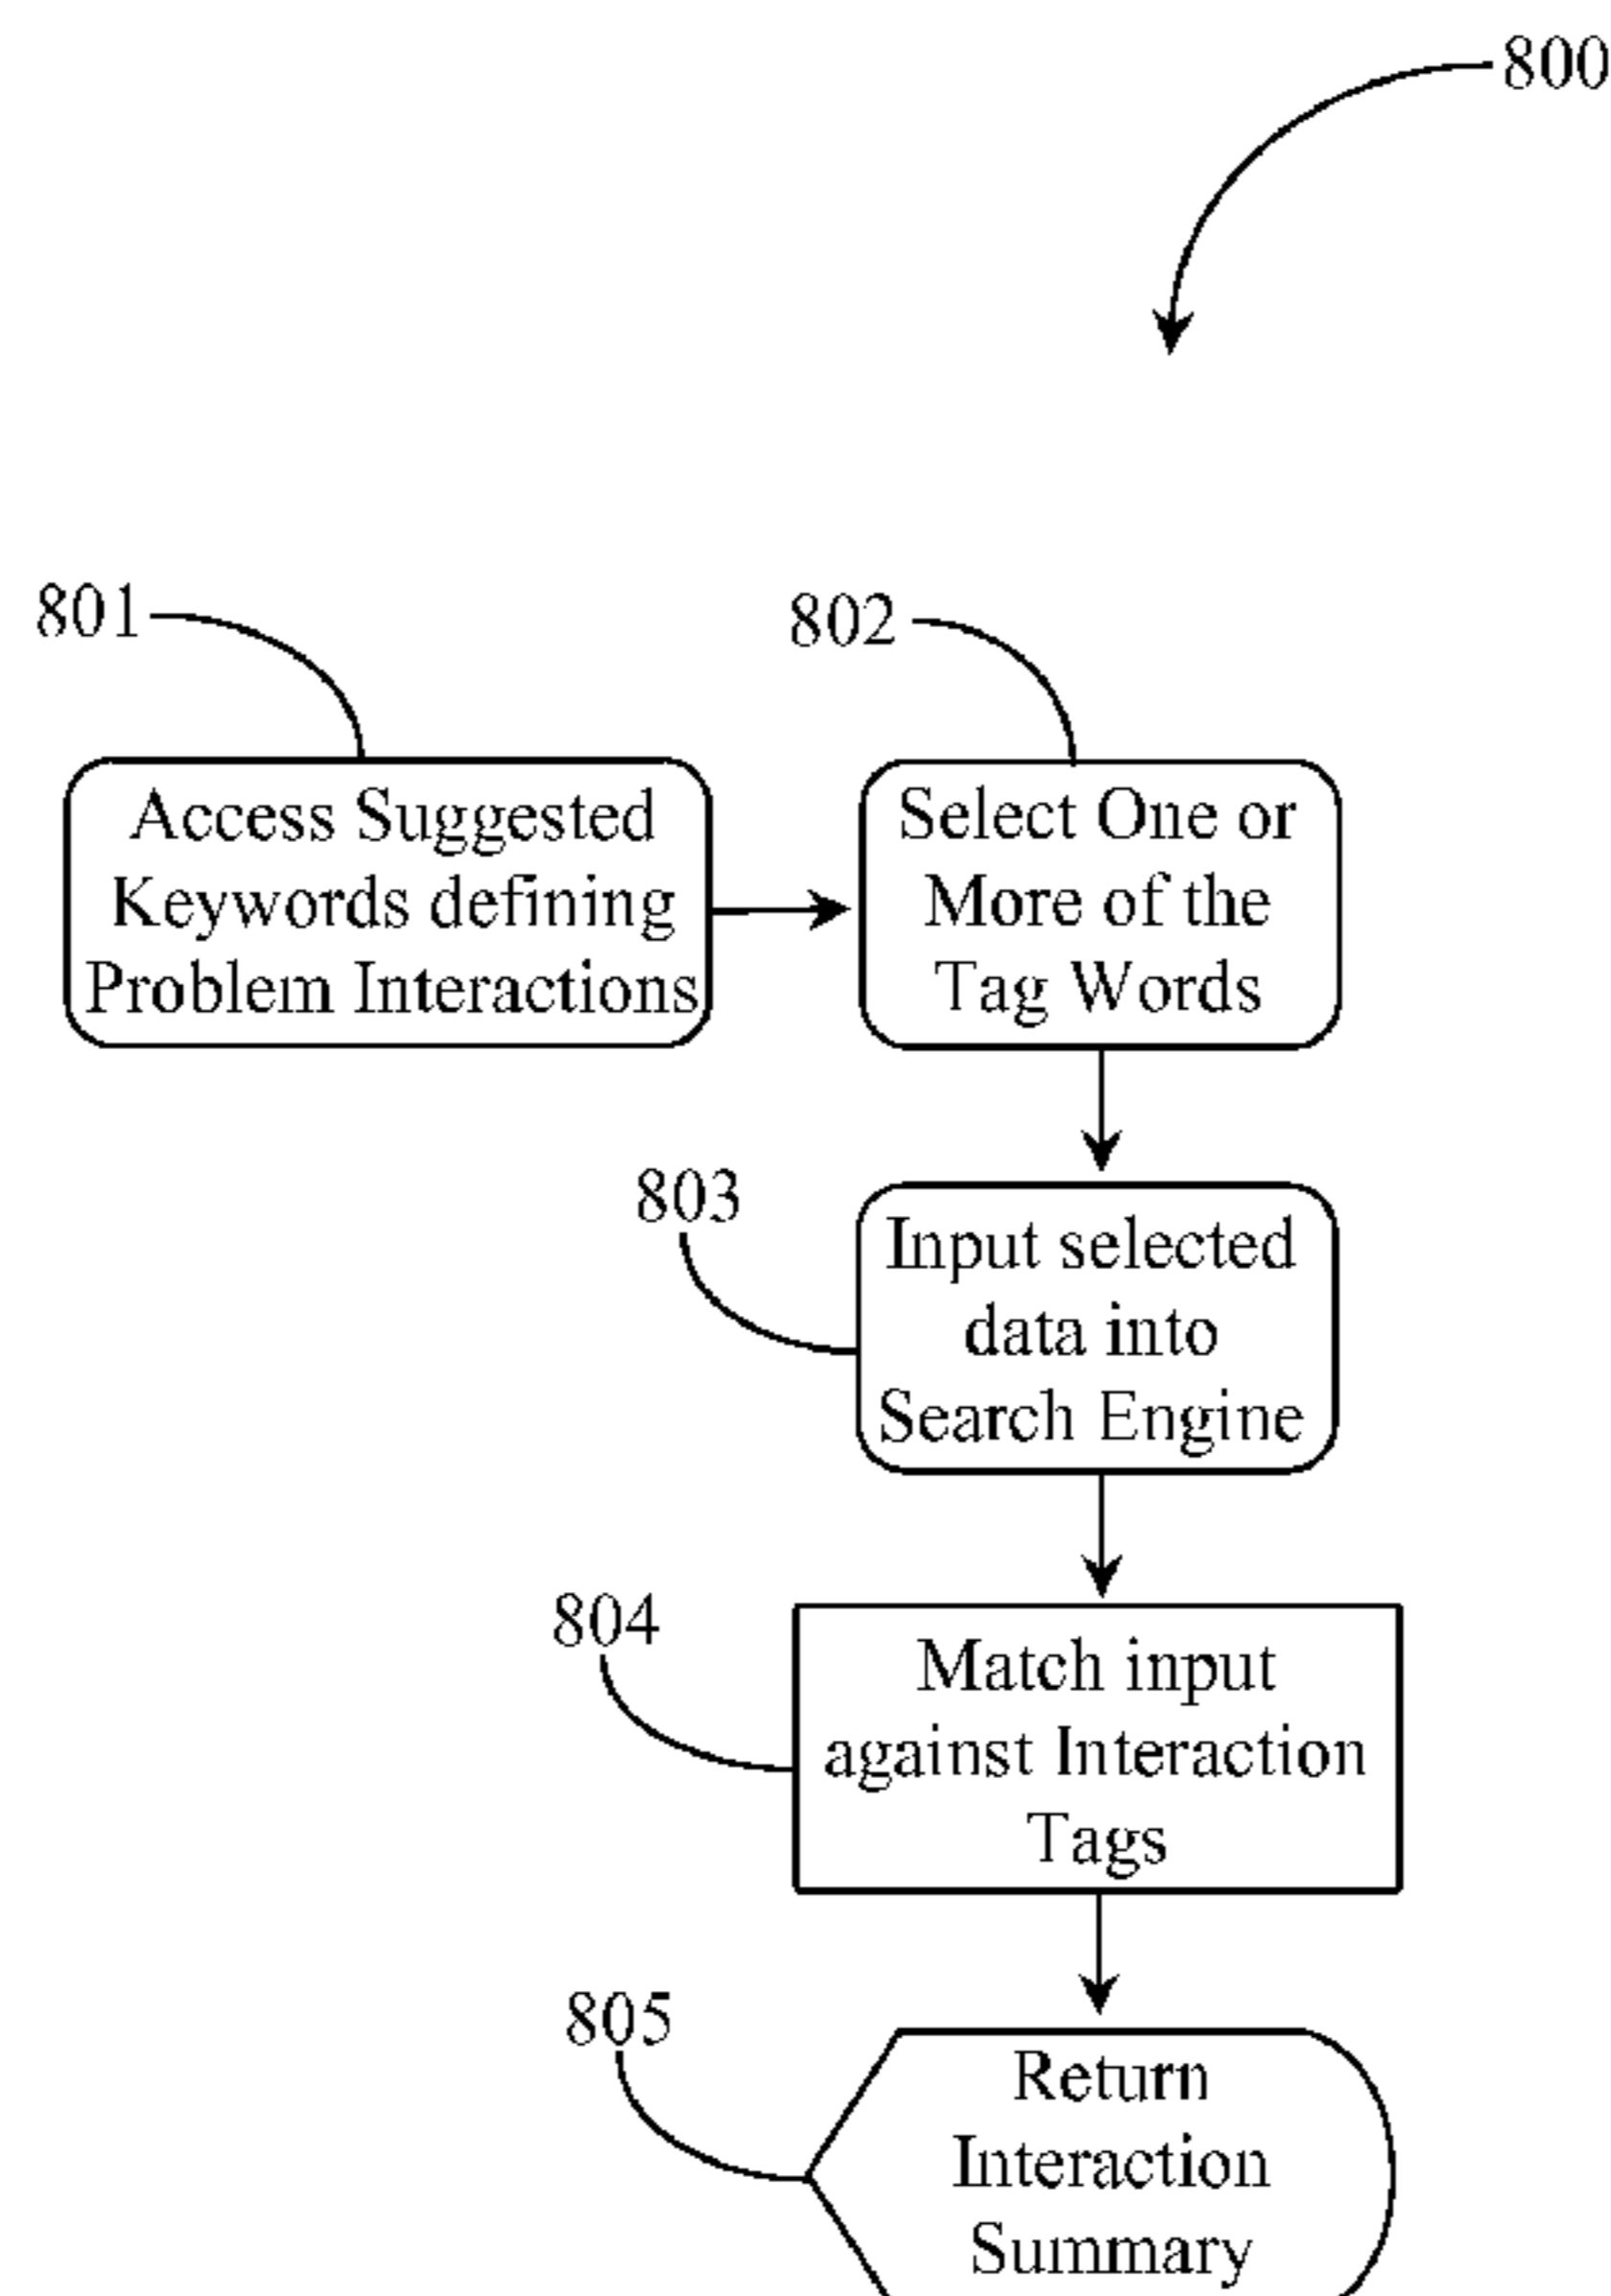 800
801
802
Access Suggested
Keywords defining
Problem Interactions
Select One or
More of the
Tag Words
803
Input selected
data into
Search Engine
804
Match input
against Interaction
Tags
805
Return
Interaction
Summary